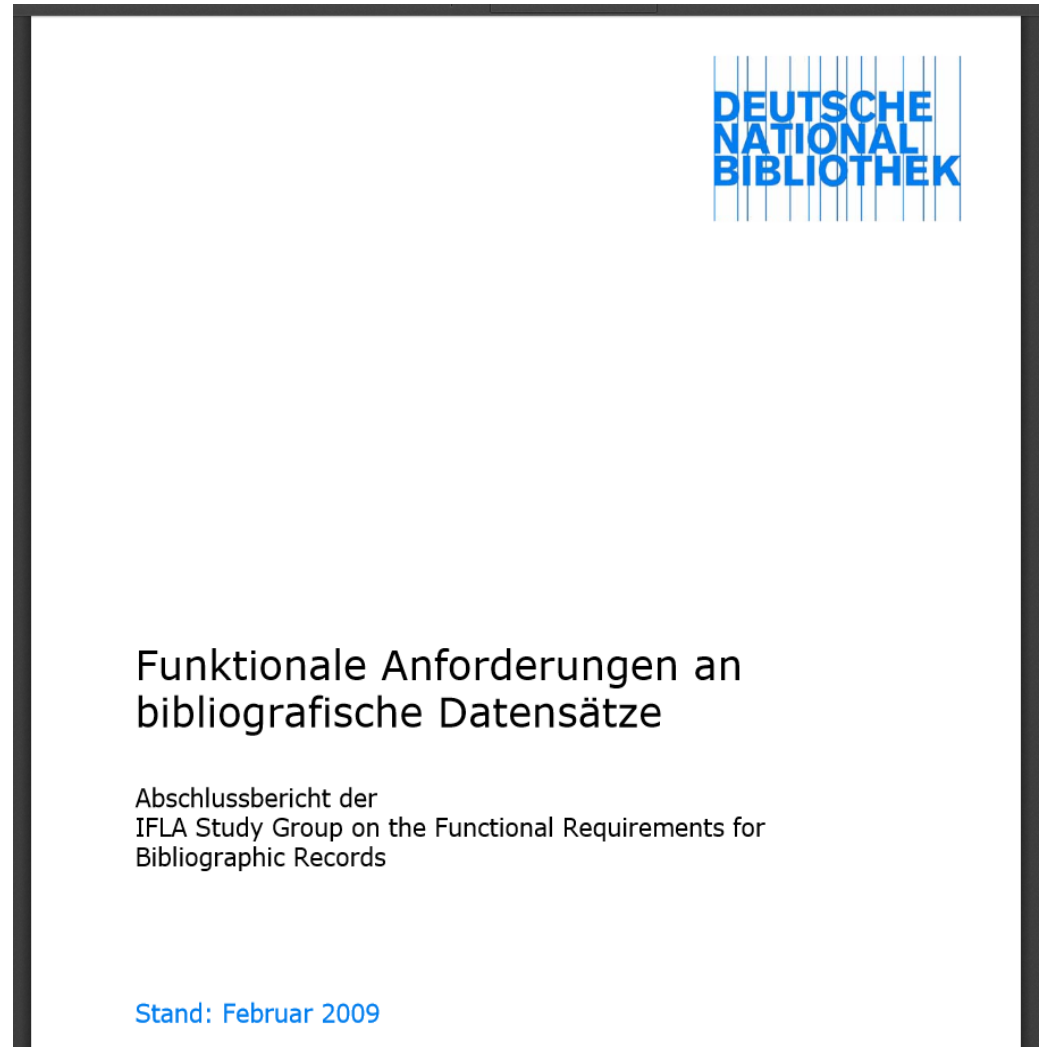 DEUTSCHE
NATIONAL
BIBLIOTHEK
Funktionale Anforderungen an
bibliografische Datensätze
Abschlussbericht der
IFLA Study Group on the Functional Requirements for
Bibliographic Records
Stand: Februar 2009